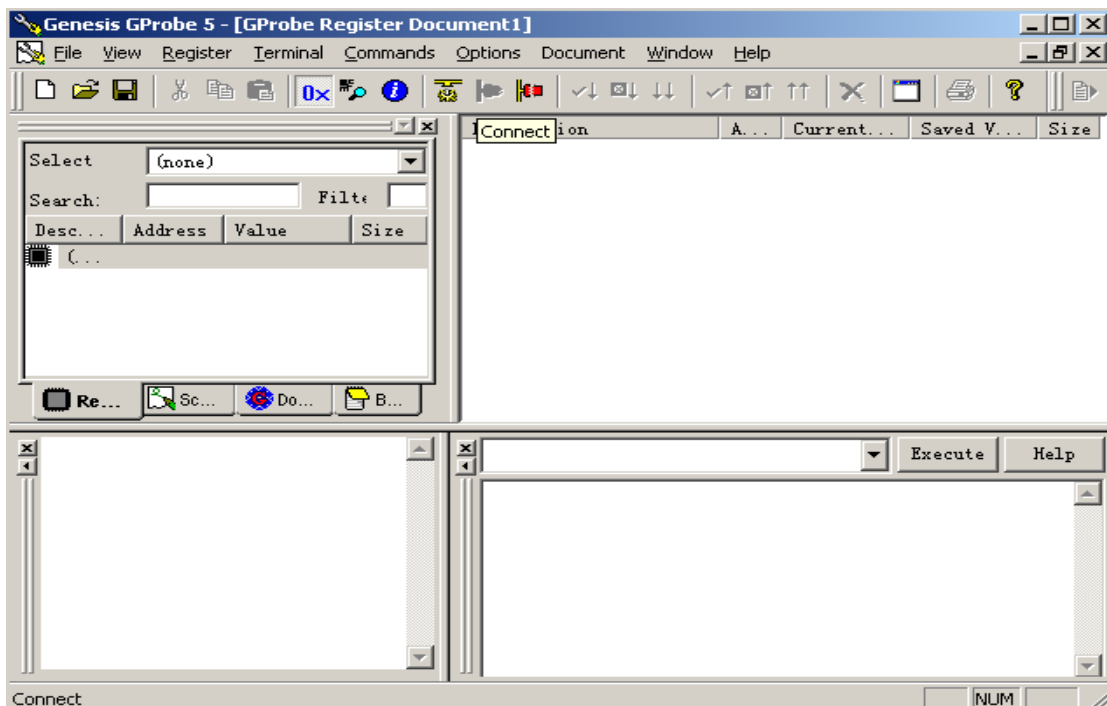 Genesis GProbe 5 - [GProbe Register Document1]
File View Register Terminal Commands Options Document Window Help
0x
Connect ion A... Current... Saved V... Size
Select (none)
Search: Filte
Desc... Address Value Size
(...
Re... Sc... Do... B...
Execute Help
Connect NUM